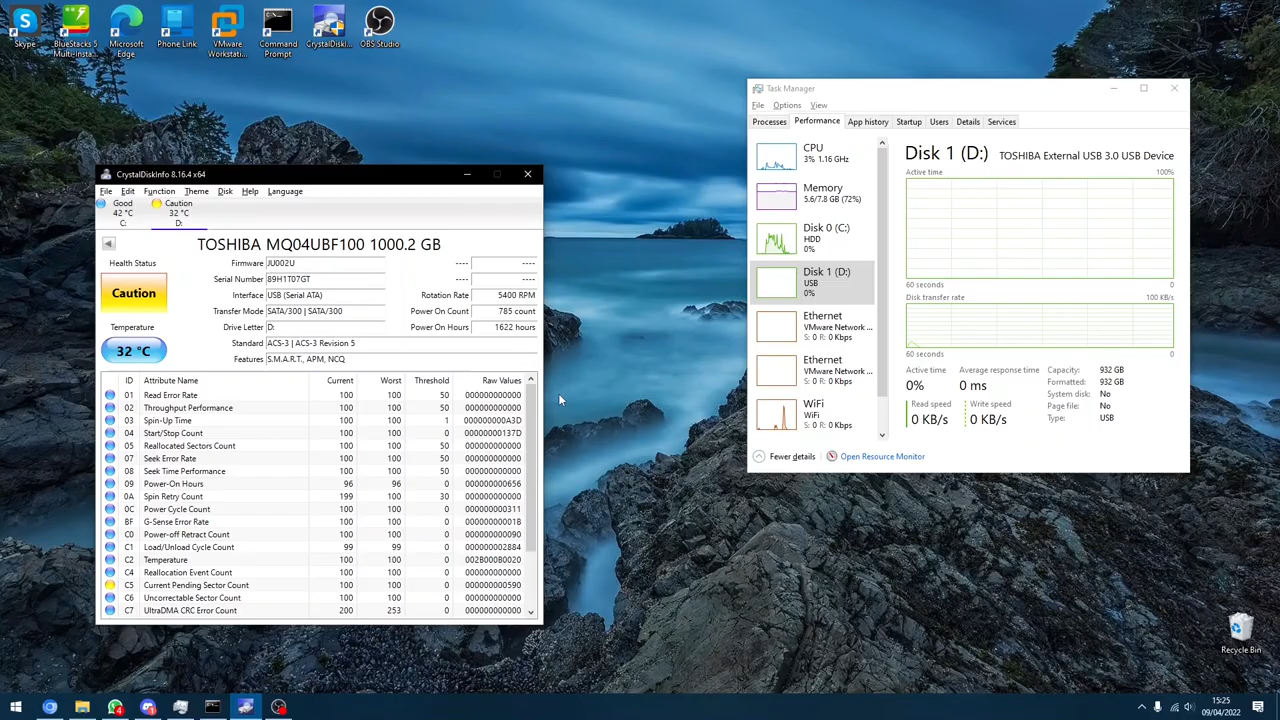 Skype
BlueStacks 5
Multi-Insta...
Microsoft
Edge
Phone Link
VMware
Workstati...
Command
Prompt
CrystalDiskI...
OBS Studio
CrystalDiskInfo 8.16.4 x64
File Edit Function Theme Disk Help Language
Good
42 °C
C:
Caution
32 °C
D:
TOSHIBA MQ04UBF100 1000.2 GB
Health Status
Caution
Temperature
32 °C
Firmware JU002U ---- ----
Serial Number 89H1T07GT ---- ----
Interface USB (Serial ATA) Rotation Rate 5400 RPM
Transfer Mode SATA/300 | SATA/300 Power On Count 785 count
Drive Letter D: Power On Hours 1622 hours
Standard ACS-3 | ACS-3 Revision 5
Features S.M.A.R.T., APM, NCQ
ID Attribute Name Current Worst Threshold Raw Values
01 Read Error Rate 100 100 50 000000000000
02 Throughput Performance 100 100 50 000000000000
03 Spin-Up Time 100 100 1 000000000A3D
04 Start/Stop Count 100 100 0 00000000137D
05 Reallocated Sectors Count 100 100 50 000000000000
07 Seek Error Rate 100 100 50 000000000000
08 Seek Time Performance 100 100 50 000000000000
09 Power-On Hours 96 96 0 000000000656
0A Spin Retry Count 199 100 30 000000000000
0C Power Cycle Count 100 100 0 000000000311
BF G-Sense Error Rate 100 100 0 00000000001B
C0 Power-off Retract Count 100 100 0 000000000090
C1 Load/Unload Cycle Count 99 99 0 000000002884
C2 Temperature 100 100 0 002B000B0020
C4 Reallocation Event Count 100 100 0 000000000000
C5 Current Pending Sector Count 100 100 0 000000000590
C6 Uncorrectable Sector Count 100 100 0 000000000000
C7 UltraDMA CRC Error Count 200 253 0 000000000000
Task Manager
File Options View
Processes Performance App history Startup Users Details Services
CPU
3% 1.16 GHz
Memory
5.6/7.8 GB (72%)
Disk 0 (C:)
HDD
0%
Disk 1 (D:)
USB
0%
Ethernet
VMware Network ...
S: 0 R: 0 Kbps
Ethernet
VMware Network ...
S: 0 R: 0 Kbps
WiFi
WiFi
S: 0 R: 0 Kbps
Disk 1 (D:) TOSHIBA External USB 3.0 USB Device
Active time 100%
60 seconds 0
Disk transfer rate 100 KB/s
60 seconds 0
Active time
0%
Average response time
0 ms
Read speed
0 KB/s
Write speed
0 KB/s
Capacity: 932 GB
Formatted: 932 GB
System disk: No
Page file: No
Type: USB
Fewer details Open Resource Monitor
Recycle Bin
15:25
09/04/2022